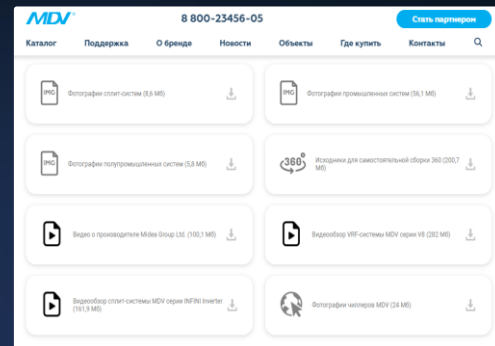 MDV
8 800-23456-05
Стать партнером
Каталог Поддержка О бренде Новости Объекты Где купить Контакты
IMG Фотографии сплит-систем (8,6 Мб)
IMG Фотографии промышленных систем (56,1 Мб)
IMG Фотографии полупромышленных систем (5,8 Мб)
360° Исходники для самостоятельной сборки 360 (200,7
Мб)
Видео о производителе Midea Group Ltd. (100,1 Мб)
Видеообзор VRF-системы MDV серии V8 (282 Мб)
Видеообзор сплит-системы MDV серии INFINI Inverter
(161,9 Мб)
Фотографии чиллеров MDV (24 Мб)